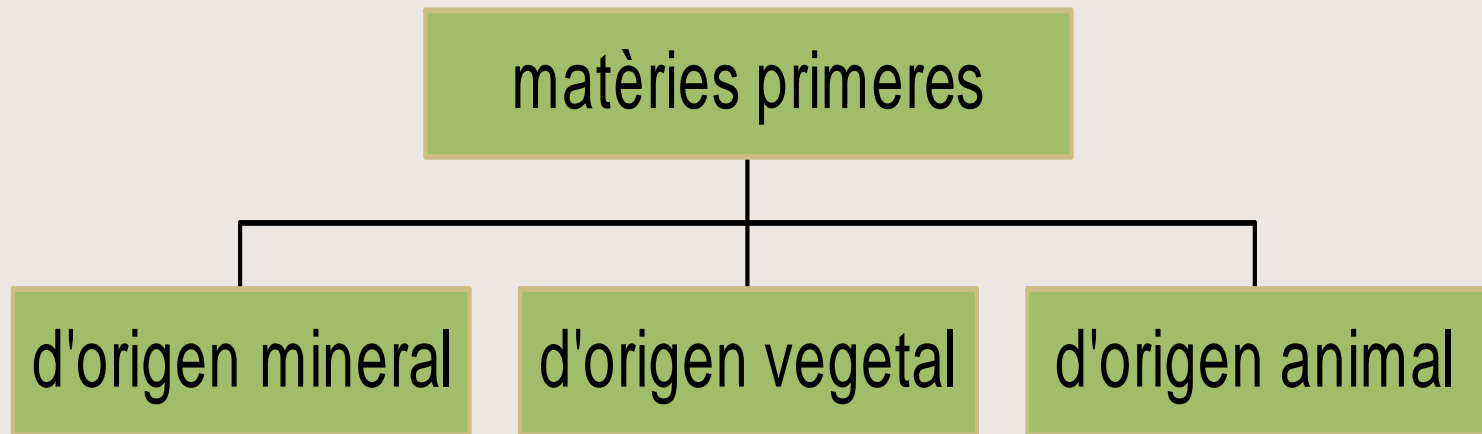 matèries primeres
d'origen mineral
d'origen vegetal
d'origen animal